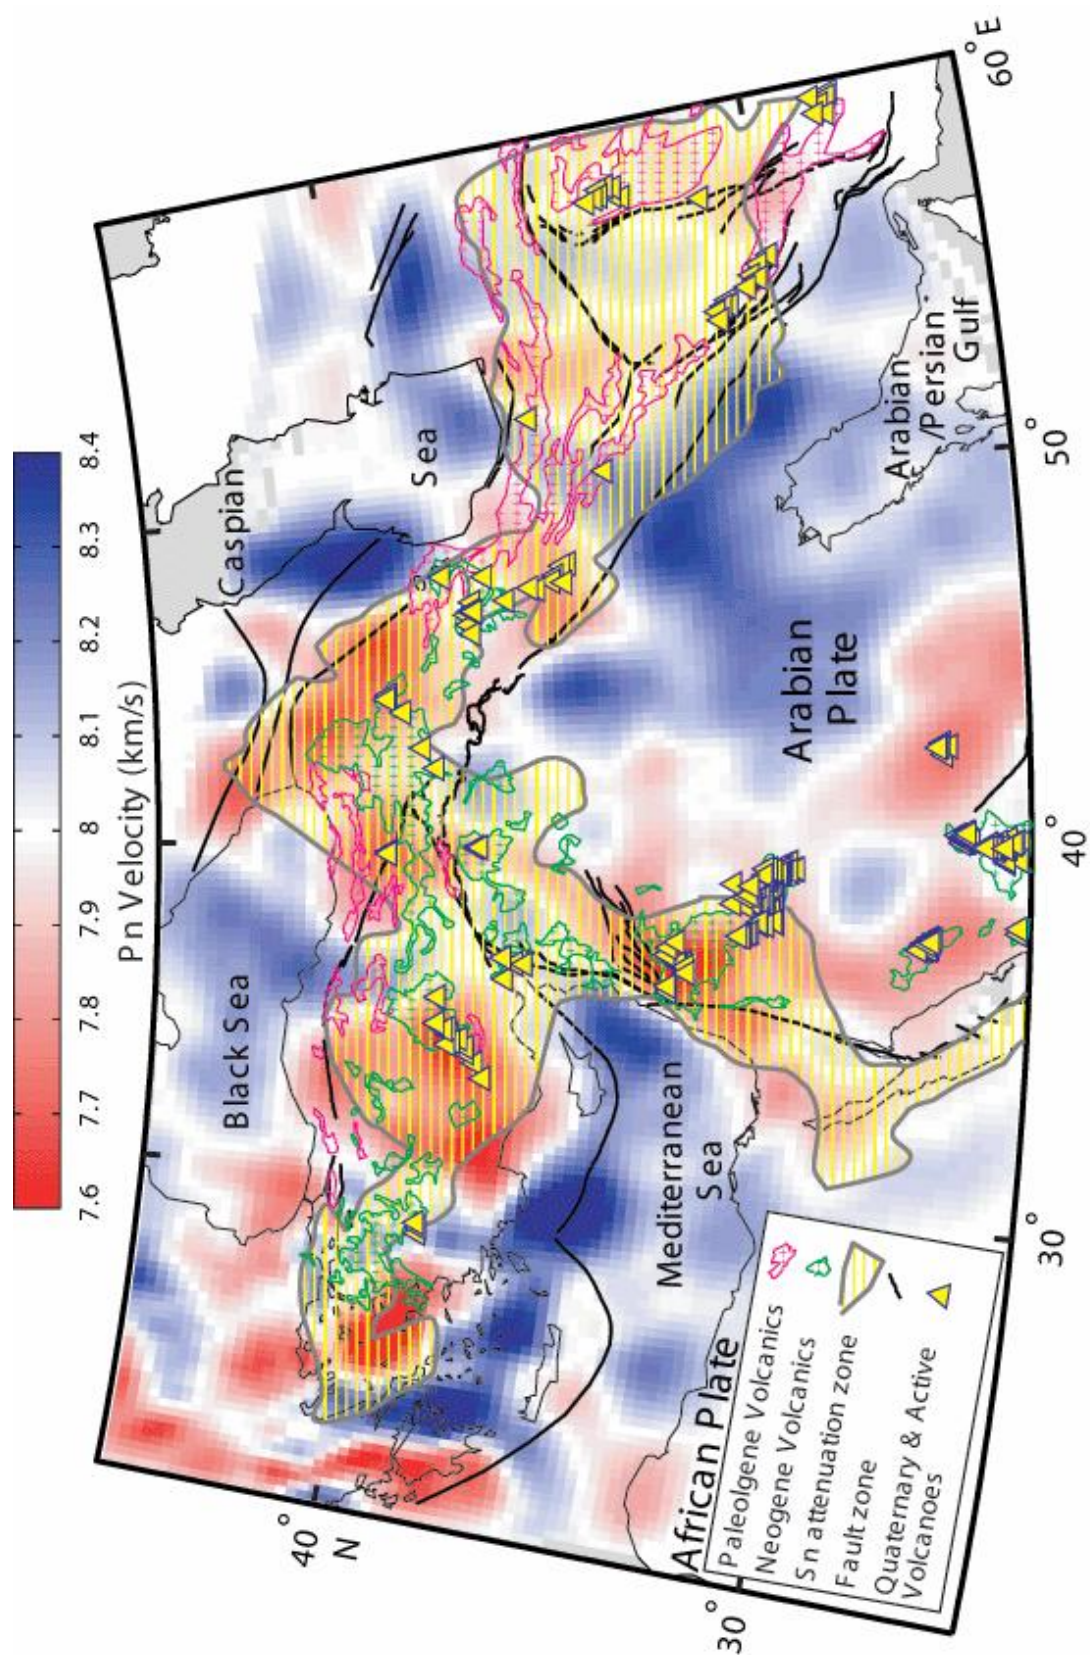 Pn Velocity (km/s)
7.6
7.7
7.8
7.9
8
8.1
8.2
8.3
8.4
Black Sea
Caspian
Sea
Mediterranean
Sea
Arabian
Plate
Arabian
/Persian
Gulf
African Plate
Paleolgene Volcanics
Neogene Volcanics
Sn attenuation zone
Fault zone
Quaternary & Active
Volcanoes
40°
N
30°
30°
40°
50°
60°E